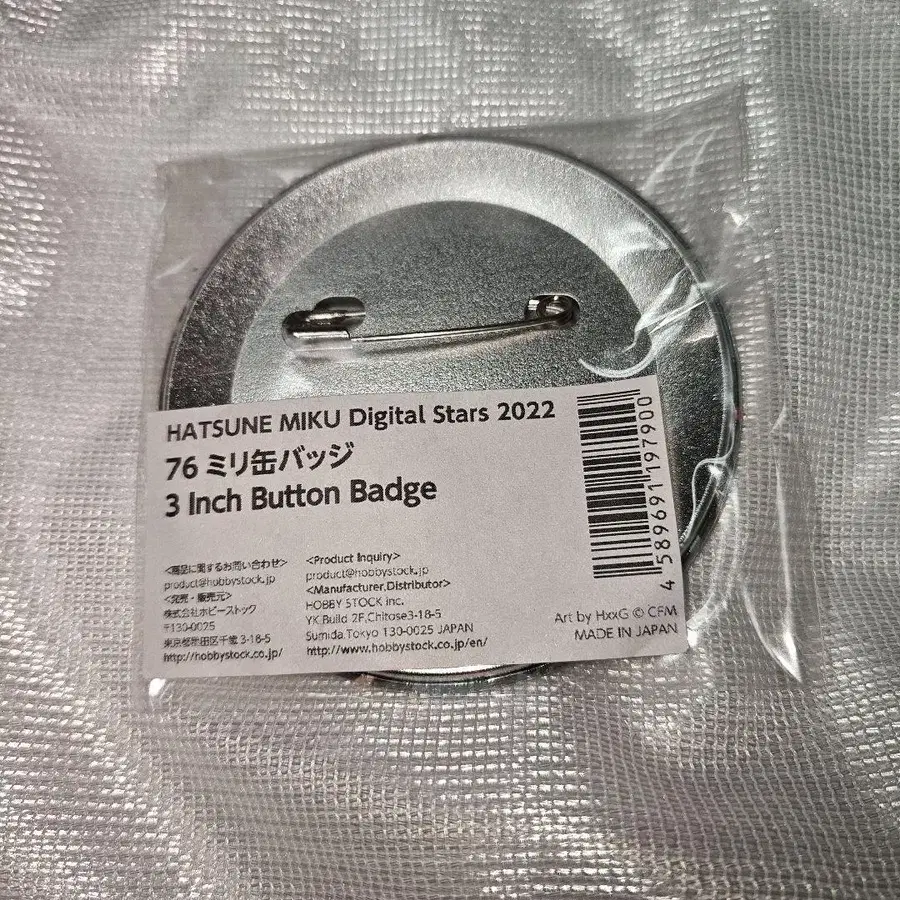 HATSUNE MIKU Digital Stars 2022
76 ミリ缶バッジ
3 Inch Button Badge
<商品に関するお問い合わせ>
product@hobbystock.jp
<発売・販売元>
株式会社ホビーストック
〒130-0025
東京都墨田区千歳 3-18-5
http://hobbystock.co.jp/
<Product Inquiry>
product@hobbystock.jp
<Manufacturer,Distributor>
HOBBY STOCK inc.
YK Build 2F,Chitose3-18-5
Sumida,Tokyo 130-0025 JAPAN
http://www.hobbystock.co.jp/en/
4 589691 197900
Art by HxxG © CFM
MADE IN JAPAN